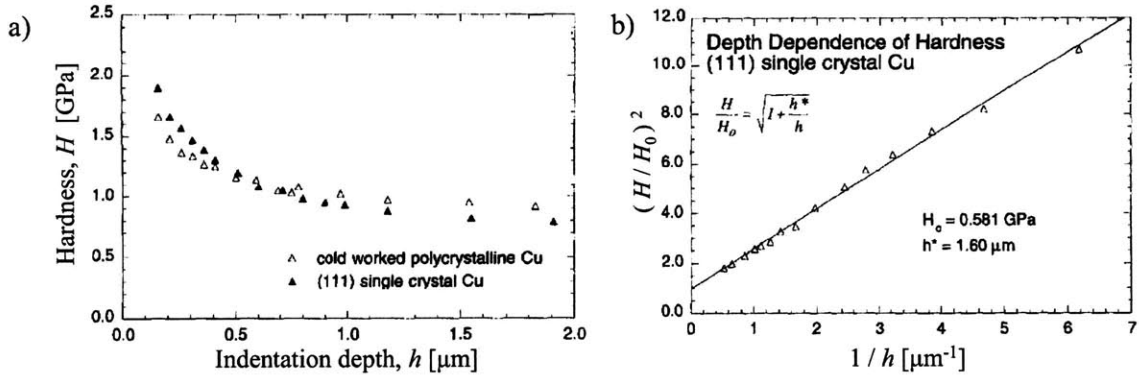 a)
Hardness, H [GPa]
2.5
2.0
1.5
1.0
0.5
0.0
△ cold worked polycrystalline Cu
▲ (111) single crystal Cu
0.0 0.5 1.0 1.5 2.0
Indentation depth, h [μm]
b)
(H / H₀)²
12.0
10.0
8.0
6.0
4.0
2.0
0.0
Depth Dependence of Hardness
(111) single crystal Cu
H/Hₒ = √(1 + h*/h)
Hₒ = 0.581 GPa
h* = 1.60 μm
0 1 2 3 4 5 6 7
1 / h [μm⁻¹]